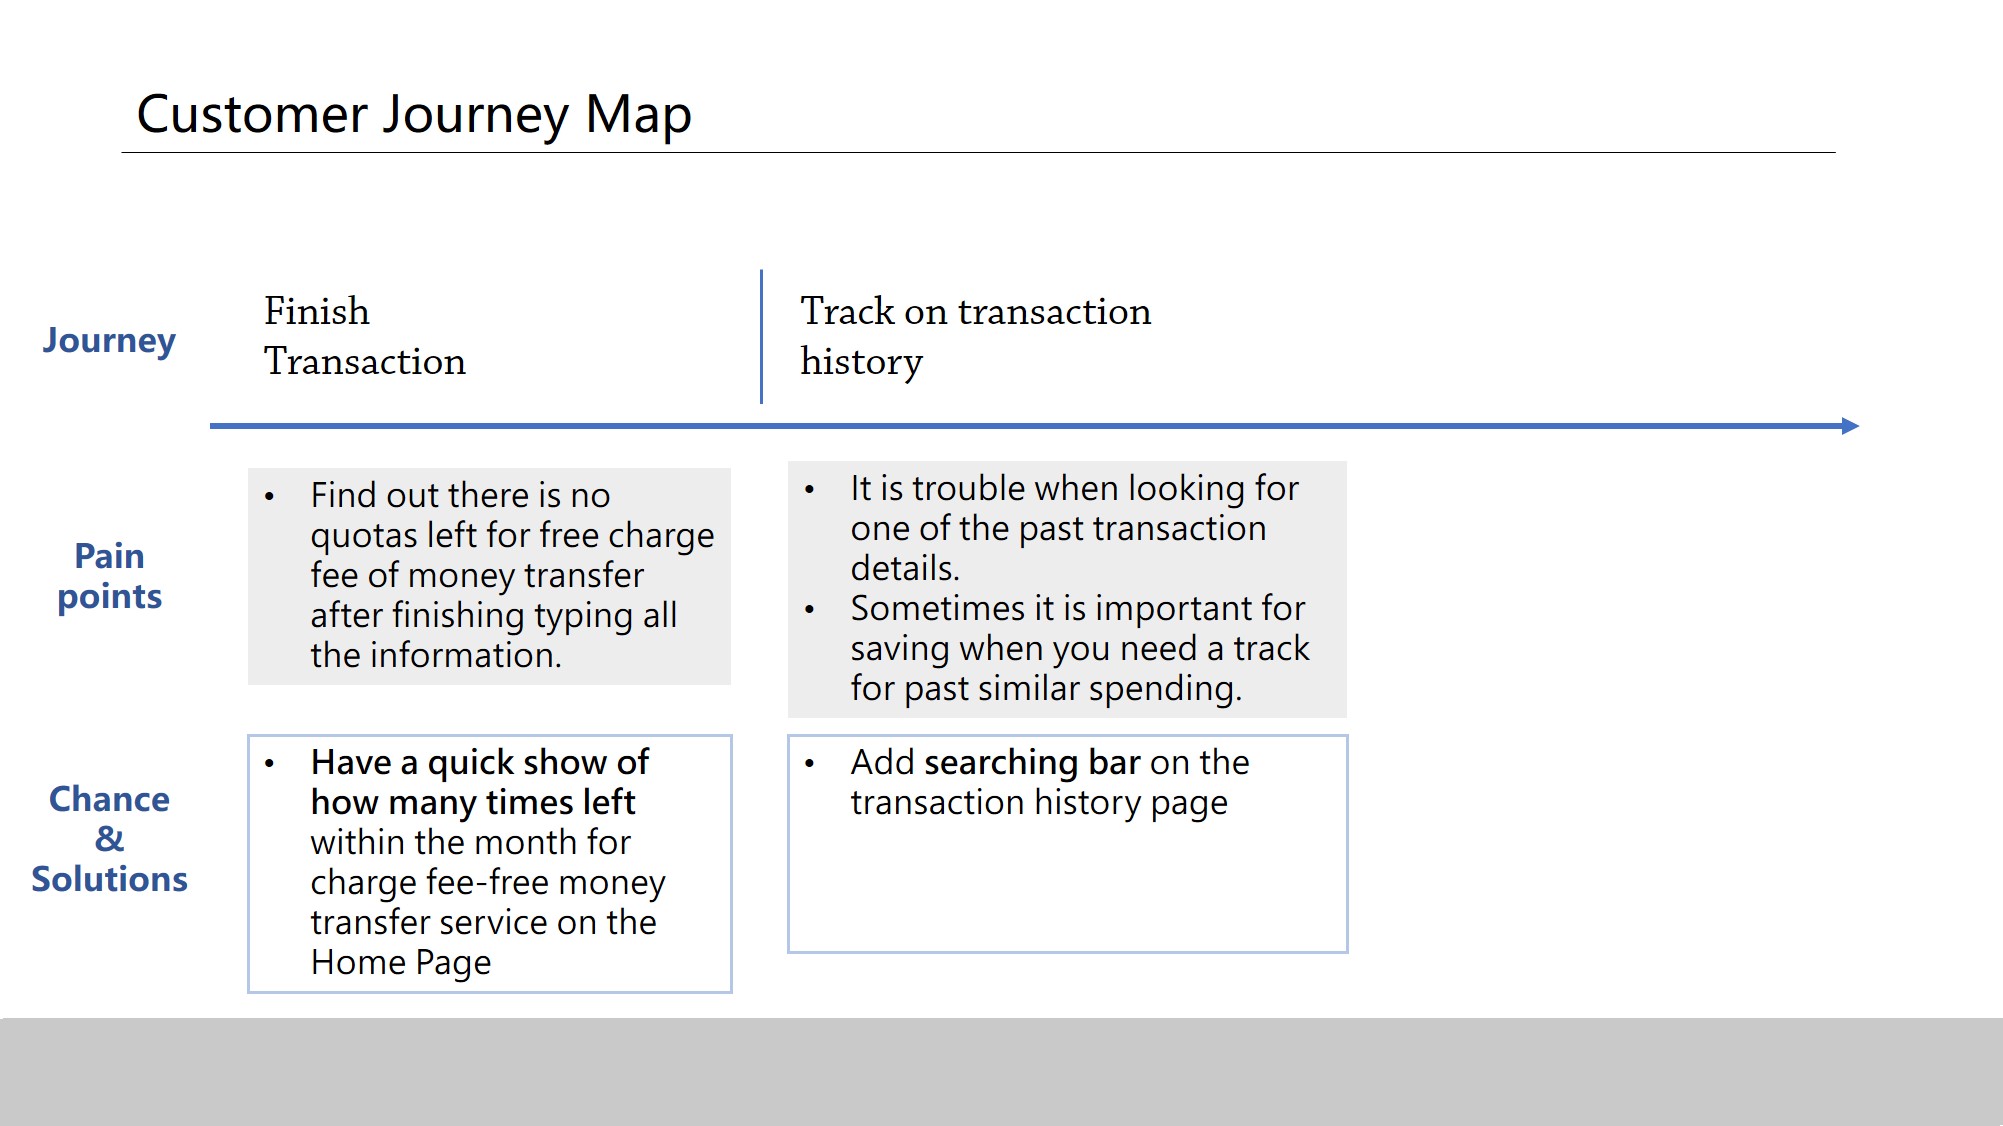 Customer Journey Map
Journey
Finish
Transaction
Track on transaction
history
Pain
points
• Find out there is no
quotas left for free charge
fee of money transfer
after finishing typing all
the information.
• It is trouble when looking for
one of the past transaction
details.
• Sometimes it is important for
saving when you need a track
for past similar spending.
Chance
&
Solutions
• Have a quick show of
how many times left
within the month for
charge fee-free money
transfer service on the
Home Page
• Add searching bar on the
transaction history page